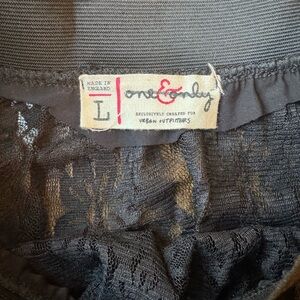 MADE IN
ENGLAND
L
one & only
EXCLUSIVELY CREATED FOR
URBAN OUTFITTERS